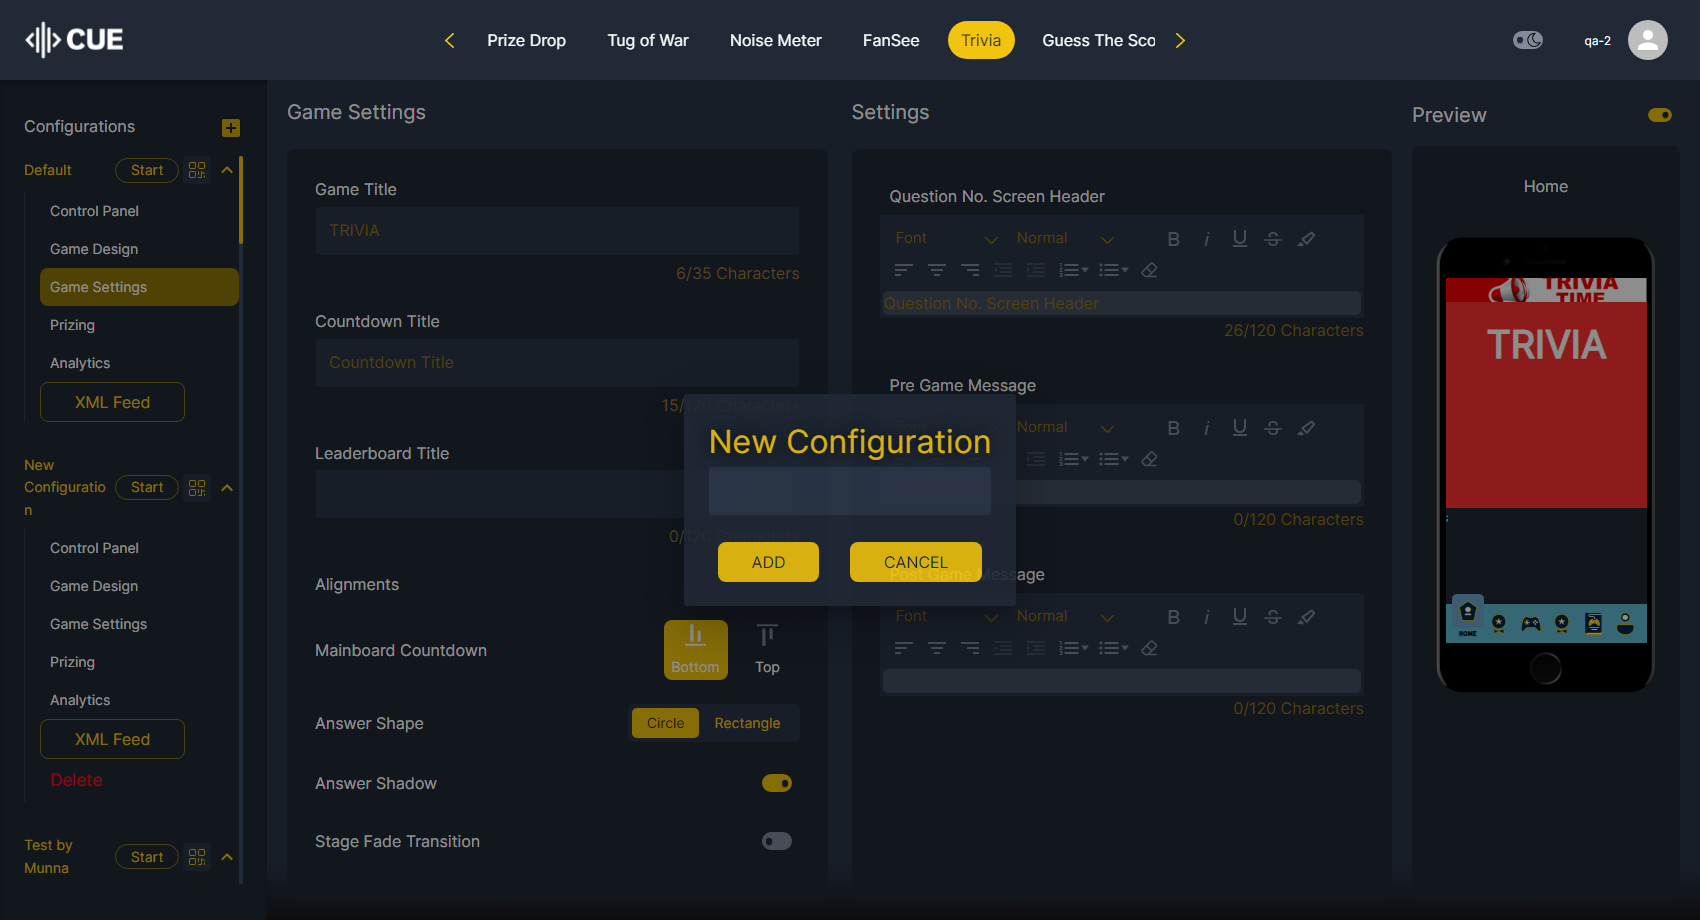 CUE
Prize Drop
Tug of War
Noise Meter
FanSee
Trivia
Guess The Sco
qa-2
Configurations
Default
Start
Control Panel
Game Design
Game Settings
Prizing
Analytics
XML Feed
New
Configuratio
n
Start
Control Panel
Game Design
Game Settings
Prizing
Analytics
XML Feed
Delete
Test by
Munna
Start
Game Settings
Game Title
TRIVIA
6/35 Characters
Countdown Title
Countdown Title
15/120 Characters
Leaderboard Title
0/120 Characters
Alignments
Mainboard Countdown
Bottom
Top
Answer Shape
Circle
Rectangle
Answer Shadow
Stage Fade Transition
New Configuration
ADD
CANCEL
Settings
Question No. Screen Header
Font
Normal
Question No. Screen Header
26/120 Characters
Pre Game Message
Normal
0/120 Characters
Post Game Message
Font
Normal
0/120 Characters
Preview
Home
TRIVIA
TIME
TRIVIA
HOME